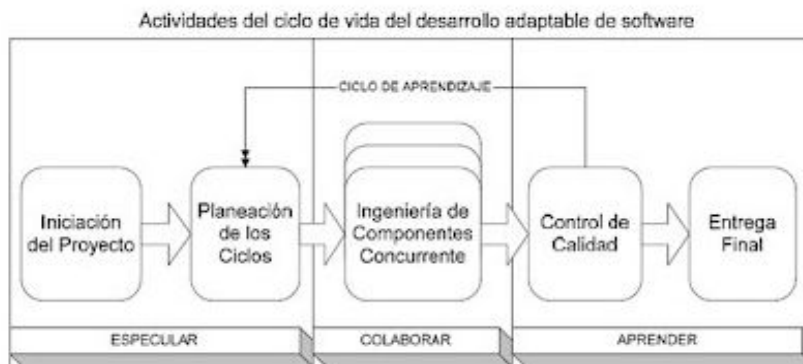 Actividades del ciclo de vida del desarrollo adaptable de software
CICLO DE APRENDIZAJE
Iniciación
del Proyecto
Planeación
de los
Ciclos
Ingeniería de
Componentes
Concurrente
Control de
Calidad
Entrega
Final
ESPECULAR
COLABORAR
APRENDER